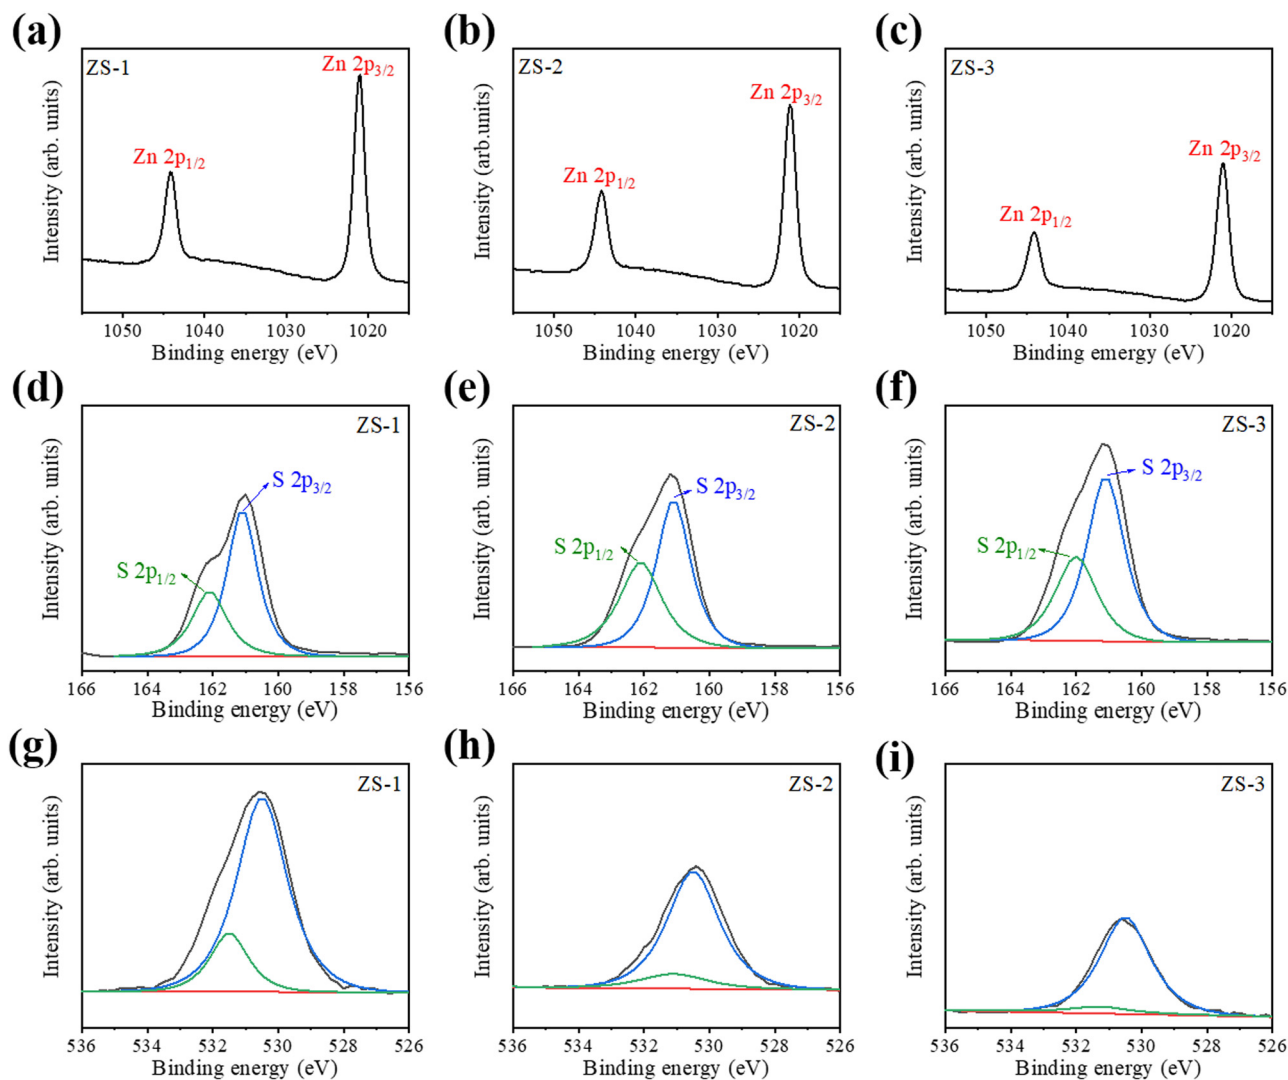 (a)
ZS-1
Zn 2p3/2
Zn 2p1/2
Intensity (arb. units)
1050 1040 1030 1020
Binding energy (eV)
(b)
ZS-2
Zn 2p3/2
Zn 2p1/2
Intensity (arb.units)
1050 1040 1030 1020
Binding energy (eV)
(c)
ZS-3
Zn 2p3/2
Zn 2p1/2
Intensity (arb. units)
1050 1040 1030 1020
Binding emergy (eV)
(d)
ZS-1
S 2p3/2
S 2p1/2
Intensity (arb. units)
166 164 162 160 158 156
Binding energy (eV)
(e)
ZS-2
S 2p3/2
S 2p1/2
Intensity (arb. units)
166 164 162 160 158 156
Binding energy (eV)
(f)
ZS-3
S 2p3/2
S 2p1/2
Intensity (arb. units)
166 164 162 160 158 156
Binding energy (eV)
(g)
ZS-1
Intensity (arb. units)
536 534 532 530 528 526
Binding energy (eV)
(h)
ZS-2
Intensity (arb. units)
536 534 532 530 528 526
Binding energy (eV)
(i)
ZS-3
Intensity (arb. units)
536 534 532 530 528 526
Binding energy (eV)